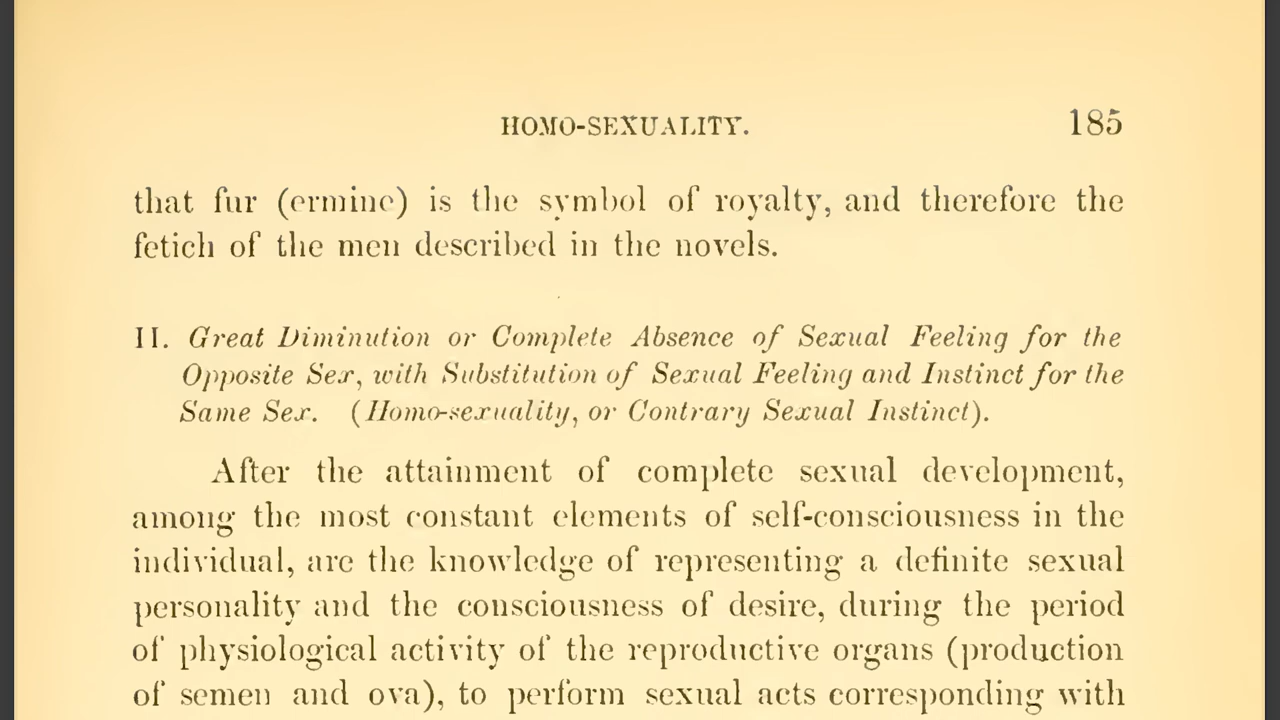 HOMO-SEXUALITY. 185
that fur (ermine) is the symbol of royalty, and therefore the
fetich of the men described in the novels.
II. Great Diminution or Complete Absence of Sexual Feeling for the
Opposite Sex, with Substitution of Sexual Feeling and Instinct for the
Same Sex. (Homo-sexuality, or Contrary Sexual Instinct).
After the attainment of complete sexual development,
among the most constant elements of self-consciousness in the
individual, are the knowledge of representing a definite sexual
personality and the consciousness of desire, during the period
of physiological activity of the reproductive organs (production
of semen and ova), to perform sexual acts corresponding with